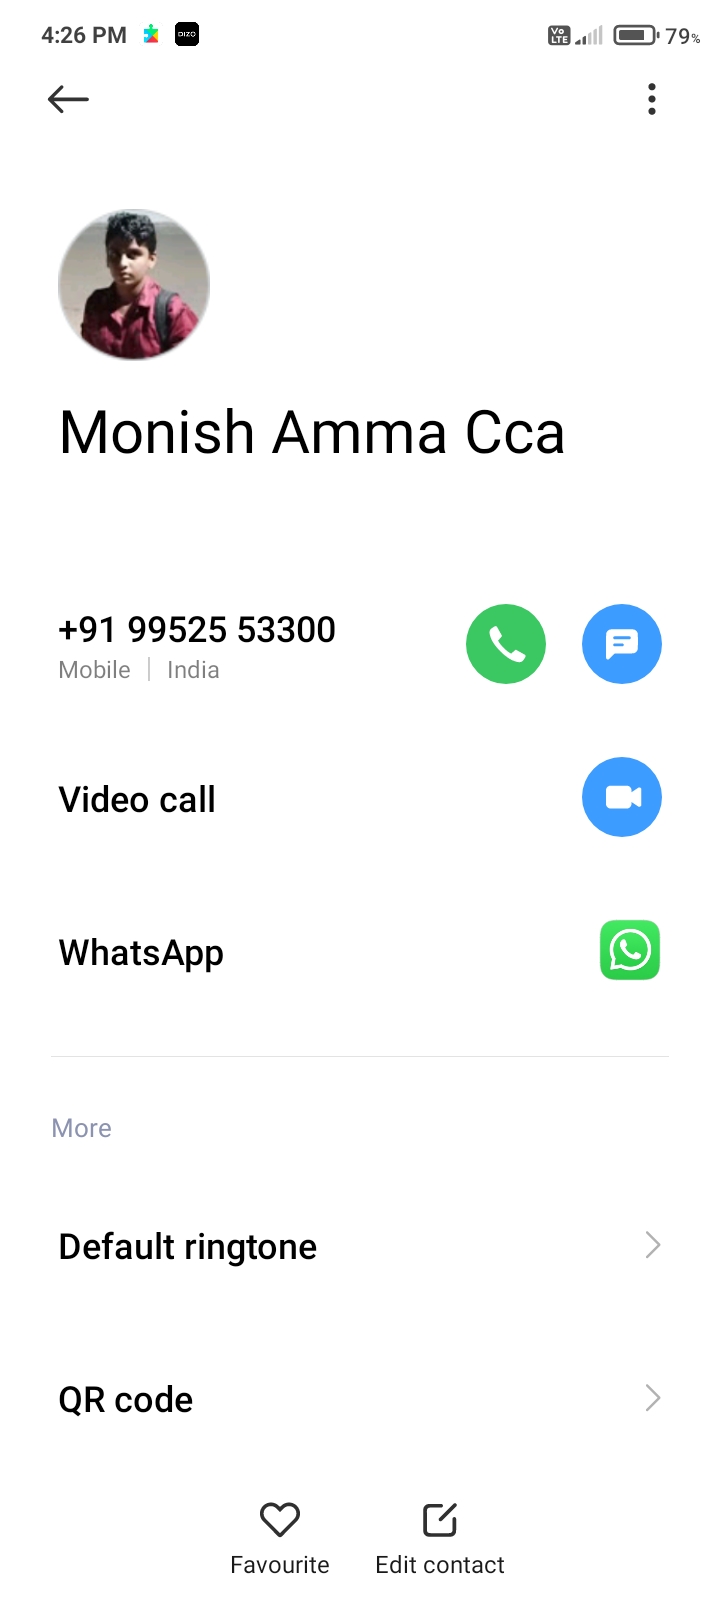 4:26 PM DIZO Vo LTE 79%
Monish Amma Cca
+91 99525 53300
Mobile | India
Video call
WhatsApp
More
Default ringtone
QR code
Favourite Edit contact